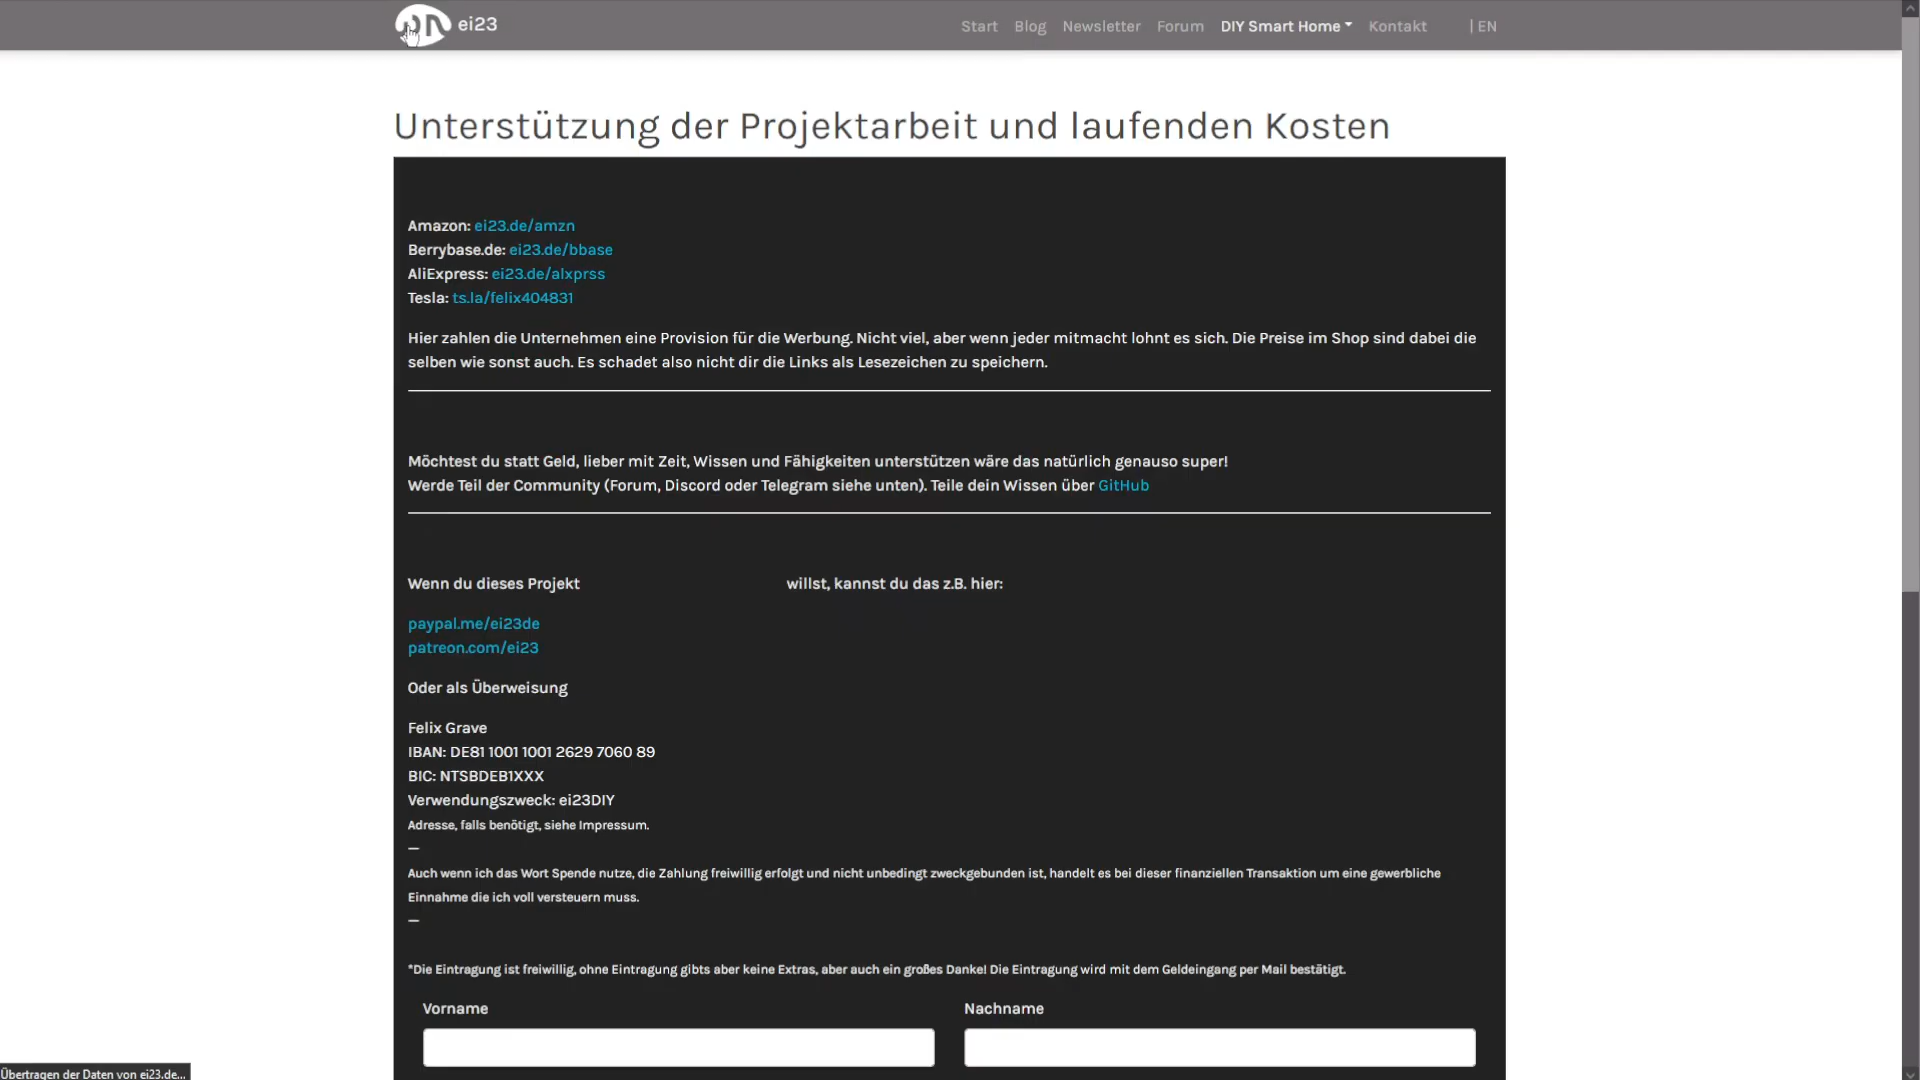 ei23
Start Blog Newsletter Forum DIY Smart Home Kontakt | EN
Unterstützung der Projektarbeit und laufenden Kosten
Amazon: ei23.de/amzn
Berrybase.de: ei23.de/bbase
AliExpress: ei23.de/alxprss
Tesla: ts.la/felix404831
Hier zahlen die Unternehmen eine Provision für die Werbung. Nicht viel, aber wenn jeder mitmacht lohnt es sich. Die Preise im Shop sind dabei die
selben wie sonst auch. Es schadet also nicht dir die Links als Lesezeichen zu speichern.
Möchtest du statt Geld, lieber mit Zeit, Wissen und Fähigkeiten unterstützen wäre das natürlich genauso super!
Werde Teil der Community (Forum, Discord oder Telegram siehe unten). Teile dein Wissen über GitHub
Wenn du dieses Projekt willst, kannst du das z.B. hier:
paypal.me/ei23de
patreon.com/ei23
Oder als Überweisung
Felix Grave
IBAN: DE81 1001 1001 2629 7060 89
BIC: NTSBDEB1XXX
Verwendungszweck: ei23DIY
Adresse, falls benötigt, siehe Impressum.
—
Auch wenn ich das Wort Spende nutze, die Zahlung freiwillig erfolgt und nicht unbedingt zweckgebunden ist, handelt es bei dieser finanziellen Transaktion um eine gewerbliche
Einnahme die ich voll versteuern muss.
—
*Die Eintragung ist freiwillig, ohne Eintragung gibts aber keine Extras, aber auch ein großes Danke! Die Eintragung wird mit dem Geldeingang per Mail bestätigt.
Vorname Nachname
Übertragen der Daten von ei23.de...